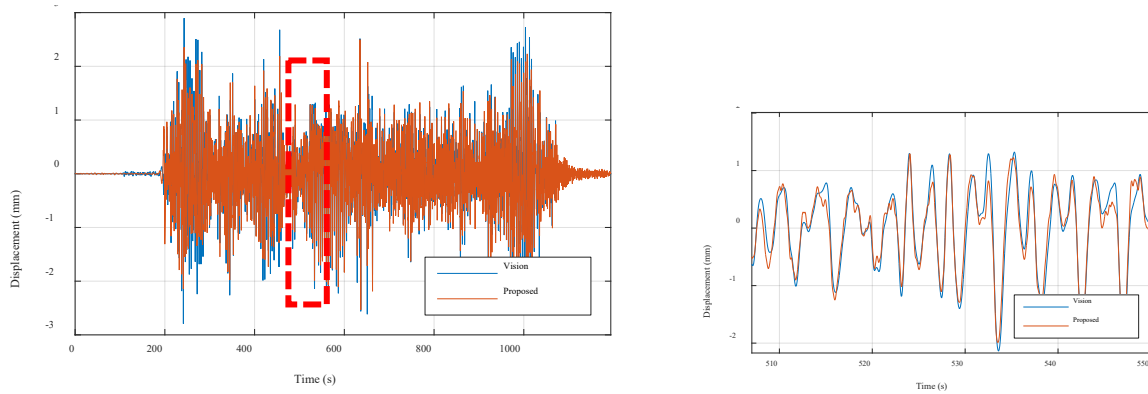 2
1
0
-1
-2
-3
Displacement (mm)
Vision
Proposed
0
200
400
600
800
1000
Time (s)
1
0
-1
-2
Displacement (mm)
Vision
Proposed
510
520
530
540
550
Time (s)